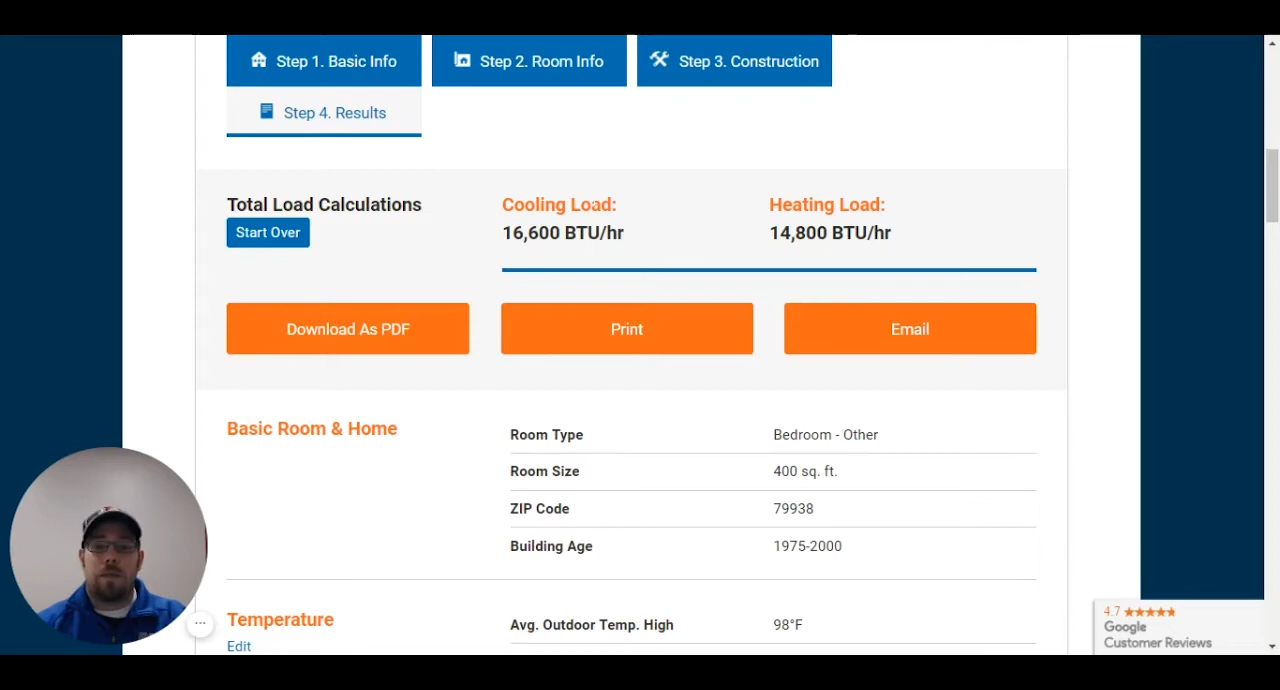 Step 1. Basic Info
Step 2. Room Info
Step 3. Construction
Step 4. Results
Total Load Calculations
Start Over
Cooling Load:
16,600 BTU/hr
Heating Load:
14,800 BTU/hr
Download As PDF
Print
Email
Basic Room & Home
Room Type
Bedroom - Other
Room Size
400 sq. ft.
ZIP Code
79938
Building Age
1975-2000
Temperature
Edit
Avg. Outdoor Temp. High
98°F
4.7
Google
Customer Reviews